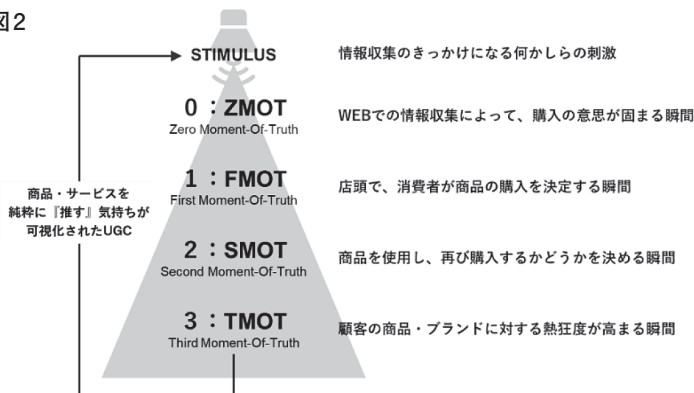 図2
STIMULUS
情報収集のきっかけになる何かしらの刺激
0：ZMOT
Zero Moment-Of-Truth
WEBでの情報収集によって、購入の意思が固まる瞬間
1：FMOT
First Moment-Of-Truth
店頭で、消費者が商品の購入を決定する瞬間
商品・サービスを
純粋に『推す』気持ちが
可視化されたUGC
2：SMOT
Second Moment-Of-Truth
商品を使用し、再び購入するかどうかを決める瞬間
3：TMOT
Third Moment-Of-Truth
顧客の商品・ブランドに対する熱狂度が高まる瞬間